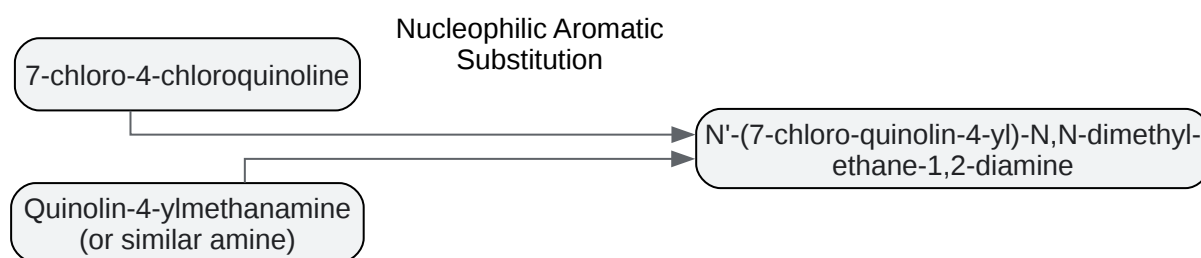 Nucleophilic Aromatic
Substitution
7-chloro-4-chloroquinoline
N'-(7-chloro-quinolin-4-yl)-N,N-dimethyl-
ethane-1,2-diamine
Quinolin-4-ylmethanamine
(or similar amine)